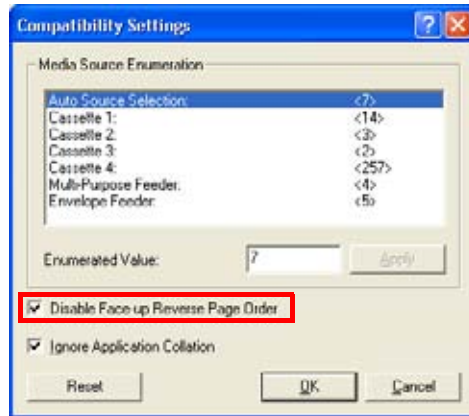 Compatibility Settings
Media Source Enumeration
Auto Source Selection: <7>
Cassette 1: <14>
Cassette 2: <3>
Cassette 3: <2>
Cassette 4: <257>
Multi-Purpose Feeder: <4>
Envelope Feeder: <5>
Enumerated Value: 7 Apply
Disable Face-up Reverse Page Order
Ignore Application Collation
Reset OK Cancel